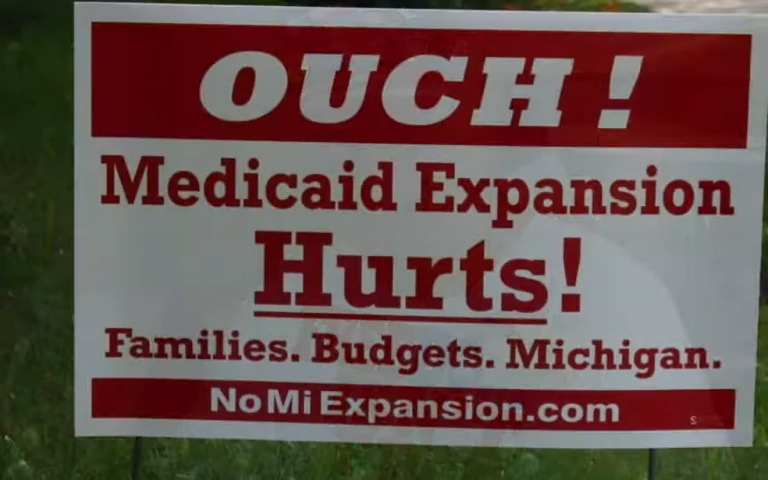 OUCH!
Medicaid Expansion
Hurts!
Families. Budgets. Michigan.
NoMiExpansion.com
S